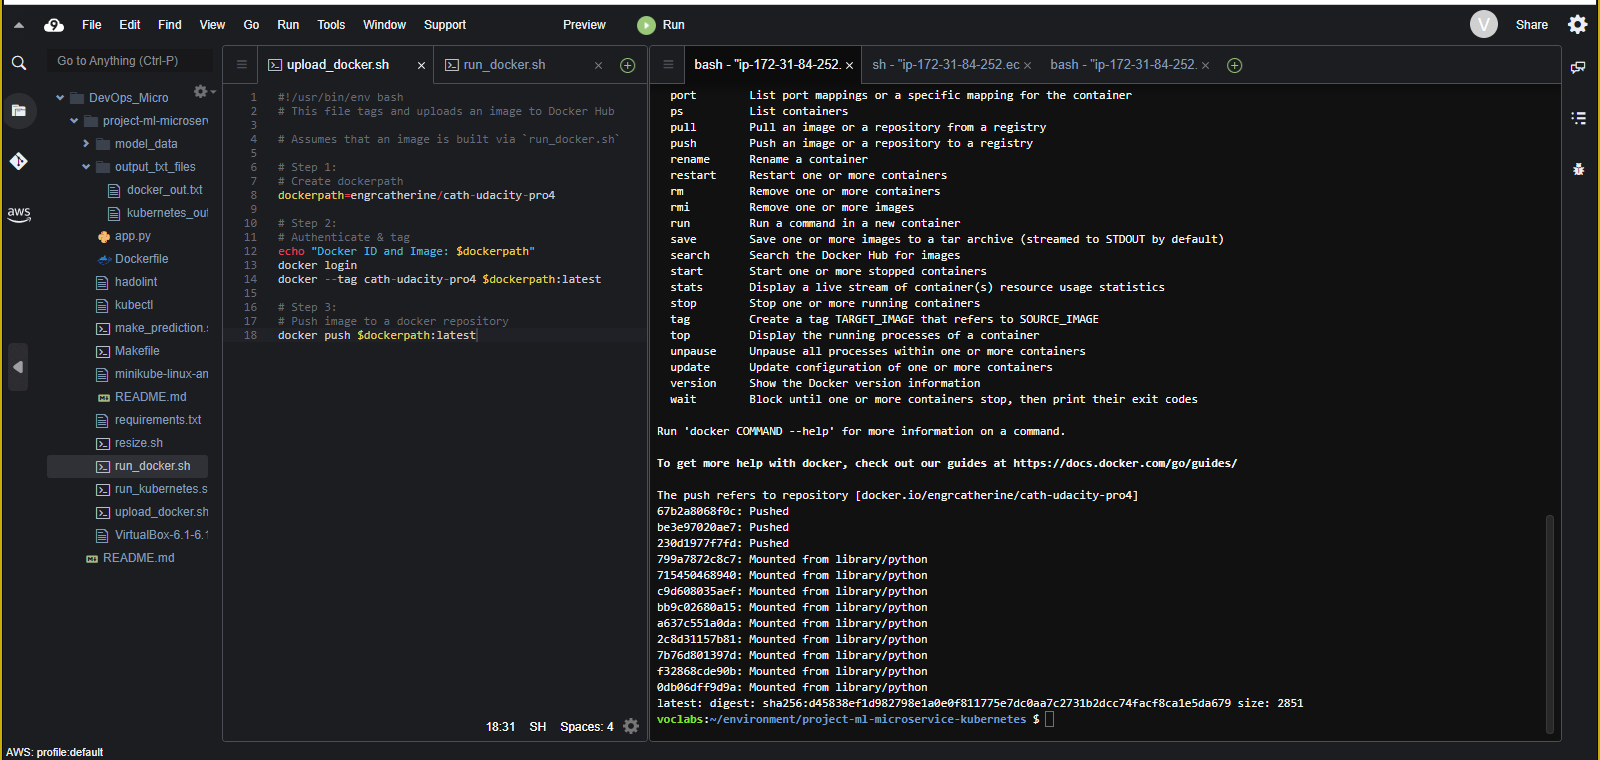 File Edit Find View Go Run Tools Window Support Preview Run V Share
Go to Anything (Ctrl-P)
DevOps_Micro
project-ml-microser
model_data
output_txt_files
docker_out.txt
kubernetes_out
app.py
Dockerfile
hadolint
kubectl
make_prediction.s
Makefile
minikube-linux-am
README.md
requirements.txt
resize.sh
run_docker.sh
run_kubernetes.s
upload_docker.sh
VirtualBox-6.1-6.1
README.md
aws
upload_docker.sh run_docker.sh
1 #!/usr/bin/env bash
2 # This file tags and uploads an image to Docker Hub
3
4 # Assumes that an image is built via `run_docker.sh`
5
6 # Step 1:
7 # Create dockerpath
8 dockerpath=engrcatherine/cath-udacity-pro4
9
10 # Step 2:
11 # Authenticate & tag
12 echo "Docker ID and Image: $dockerpath"
13 docker login
14 docker --tag cath-udacity-pro4 $dockerpath:latest
15
16 # Step 3:
17 # Push image to a docker repository
18 docker push $dockerpath:latest
18:31 SH Spaces: 4
bash - "ip-172-31-84-252. sh - "ip-172-31-84-252.ec bash - "ip-172-31-84-252.
port List port mappings or a specific mapping for the container
ps List containers
pull Pull an image or a repository from a registry
push Push an image or a repository to a registry
rename Rename a container
restart Restart one or more containers
rm Remove one or more containers
rmi Remove one or more images
run Run a command in a new container
save Save one or more images to a tar archive (streamed to STDOUT by default)
search Search the Docker Hub for images
start Start one or more stopped containers
stats Display a live stream of container(s) resource usage statistics
stop Stop one or more running containers
tag Create a tag TARGET_IMAGE that refers to SOURCE_IMAGE
top Display the running processes of a container
unpause Unpause all processes within one or more containers
update Update configuration of one or more containers
version Show the Docker version information
wait Block until one or more containers stop, then print their exit codes
Run 'docker COMMAND --help' for more information on a command.
To get more help with docker, check out our guides at https://docs.docker.com/go/guides/
The push refers to repository [docker.io/engrcatherine/cath-udacity-pro4]
67b2a8068f0c: Pushed
be3e97020ae7: Pushed
230d1977f7fd: Pushed
799a7872c8c7: Mounted from library/python
715450468940: Mounted from library/python
c9d608035aef: Mounted from library/python
bb9c02680a15: Mounted from library/python
a637c551a0da: Mounted from library/python
2c8d31157b81: Mounted from library/python
7b76d801397d: Mounted from library/python
f32868cde90b: Mounted from library/python
0db06dff9d9a: Mounted from library/python
latest: digest: sha256:d45838ef1d982798e1a0e0f811775e7dc0aa7c2731b2dcc74facf8ca1e5da679 size: 2851
voclabs:~/environment/project-ml-microservice-kubernetes $
AWS: profile:default